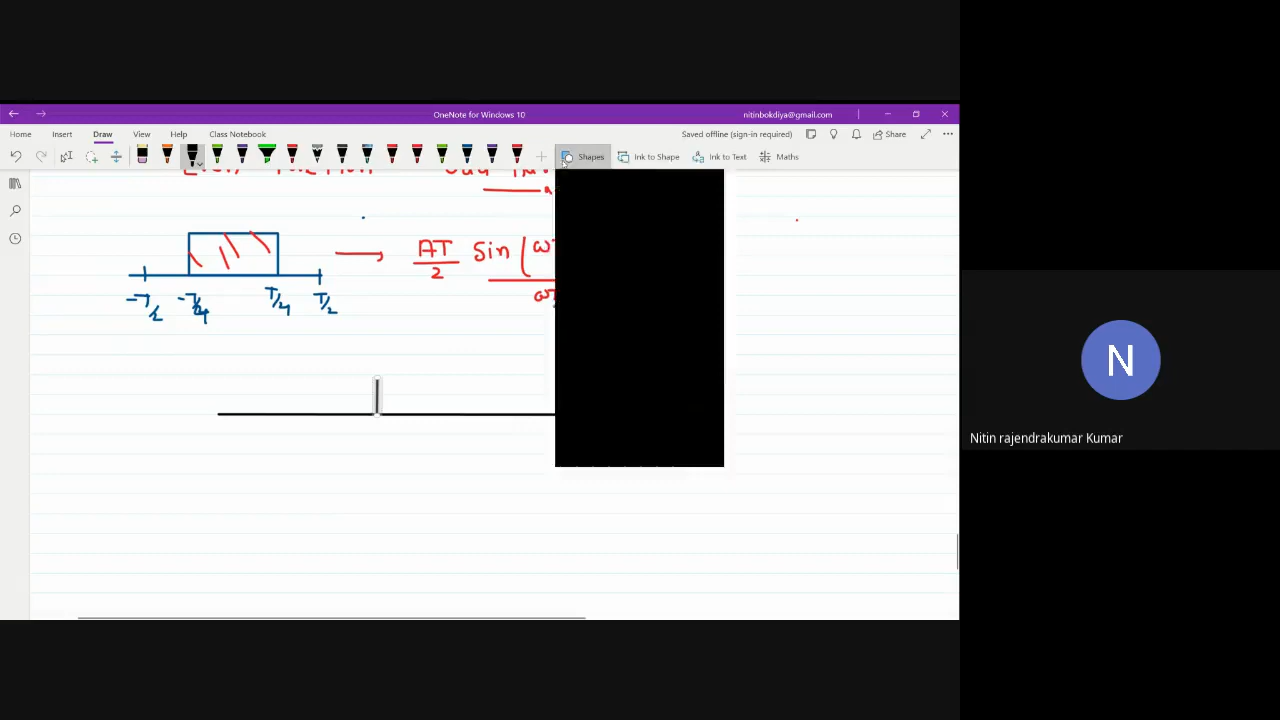 OneNote for Windows 10
nitinbokdiya@gmail.com
Home Insert Draw View Help Class Notebook
Saved offline (sign-in required) Share
Shapes Ink to Shape Ink to Text Maths
AT/2 Sin (ω
-T/2 -T/4 T/4 T/2
N
Nitin rajendrakumar Kumar